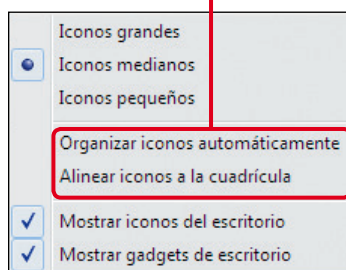 Iconos grandes
Iconos medianos
Iconos pequeños
Organizar iconos automáticamente
Alinear iconos a la cuadrícula
Mostrar iconos del escritorio
Mostrar gadgets de escritorio